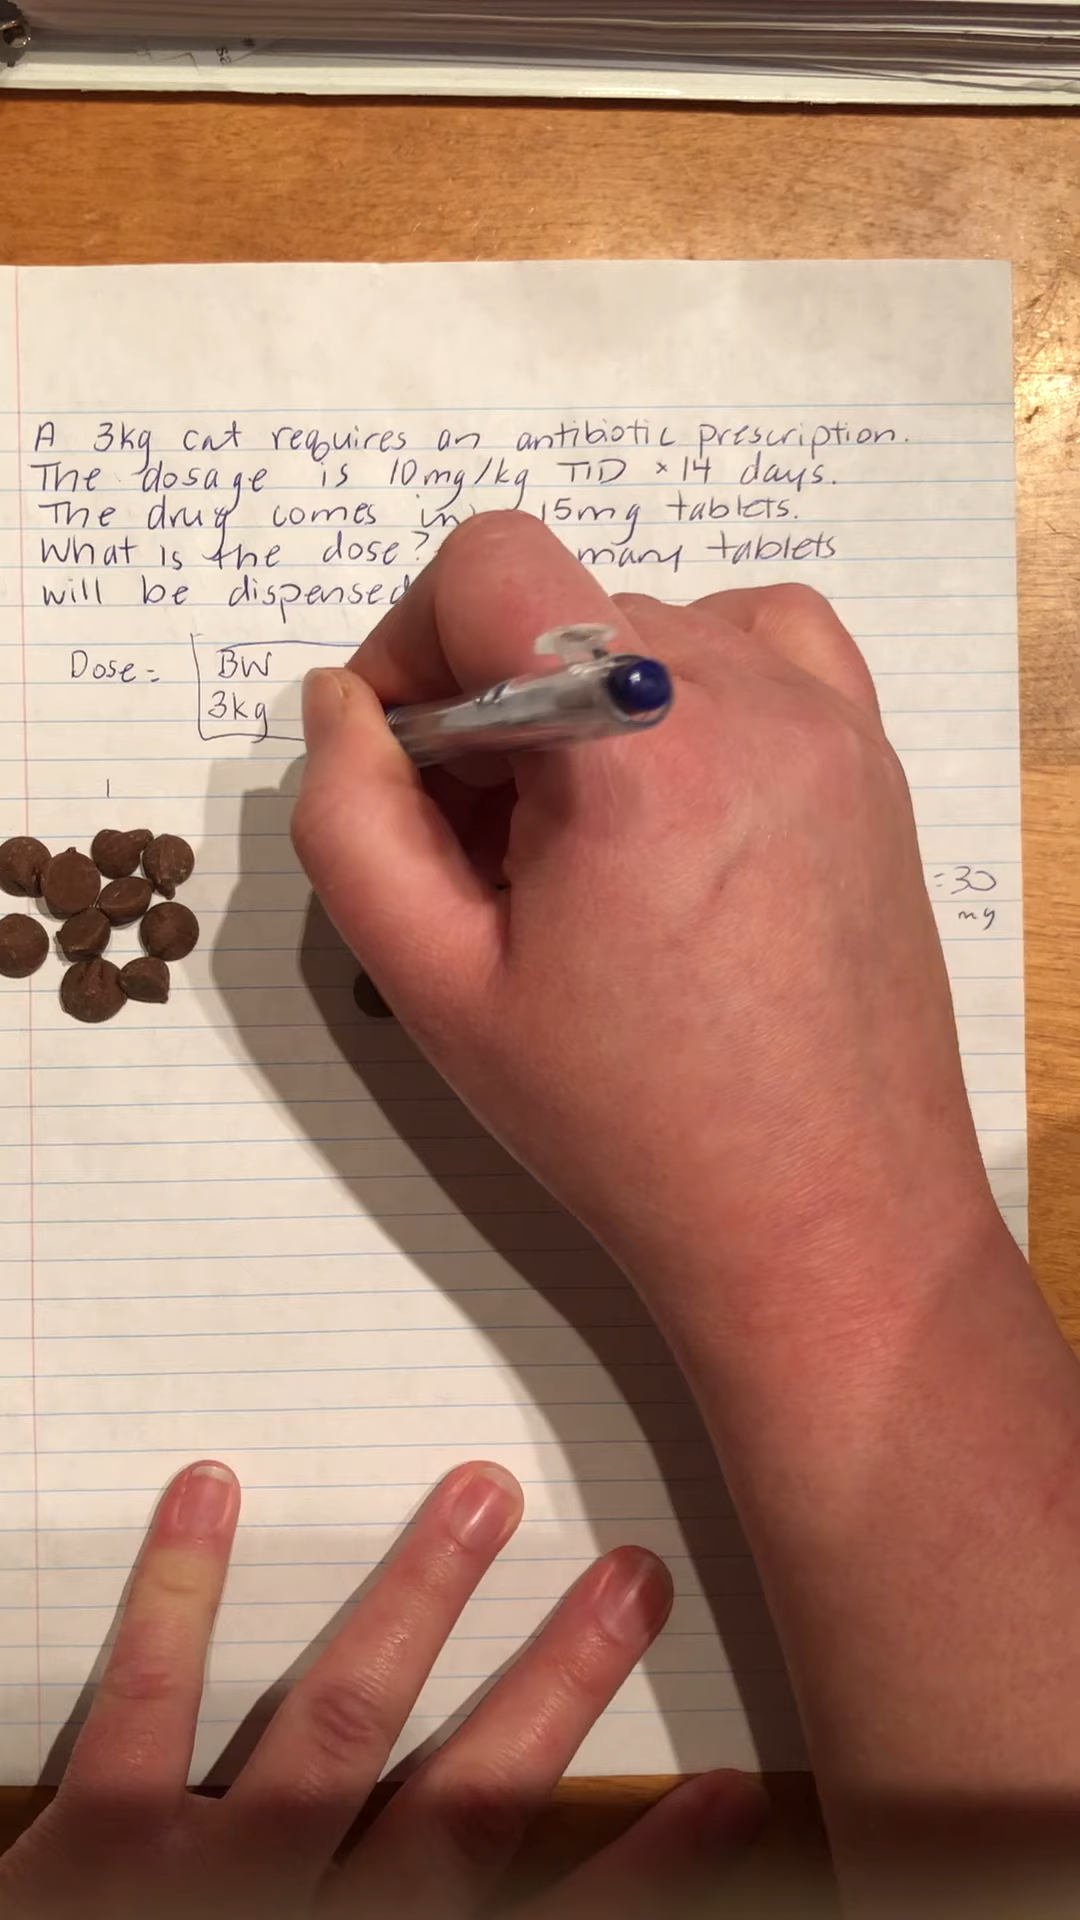 A 3kg cat requires an antibiotic prescription.
The dosage is 10mg/kg TID × 14 days.
The drug comes in 15mg tablets.
What is the dose? many tablets
will be dispensed
Dose = BW
3kg
1
=30
mg